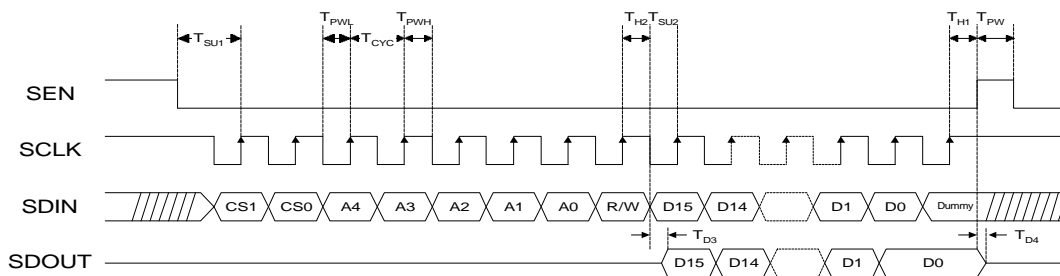 TPWL TPWH TH2 TSU2 TH1 TPW
TSU1 TCYC
SEN
SCLK
SDIN CS1 CS0 A4 A3 A2 A1 A0 R/W D15 D14 D1 D0 Dummy
TD3 TD4
SDOUT D15 D14 D1 D0